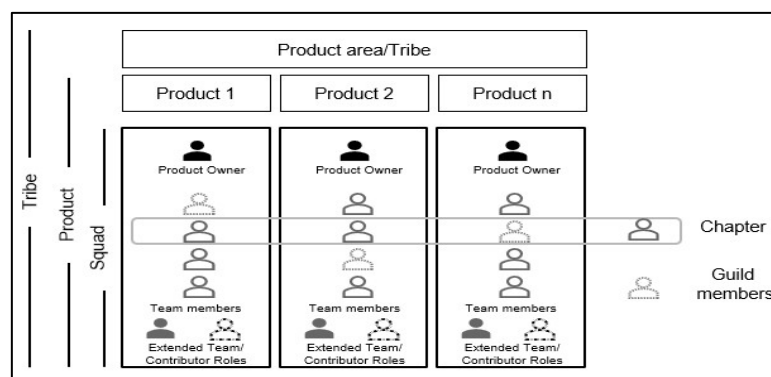 Product area/Tribe
Product 1
Product 2
Product n
Tribe
Product
Squad
Product Owner
Product Owner
Product Owner
Chapter
Guild
members
Team members
Team members
Team members
Extended Team/
Contributor Roles
Extended Team/
Contributor Roles
Extended Team/
Contributor Roles